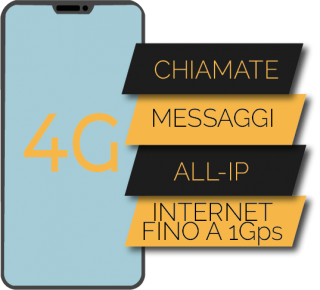 4G
CHIAMATE
MESSAGGI
ALL-IP
INTERNET
FINO A 1Gps